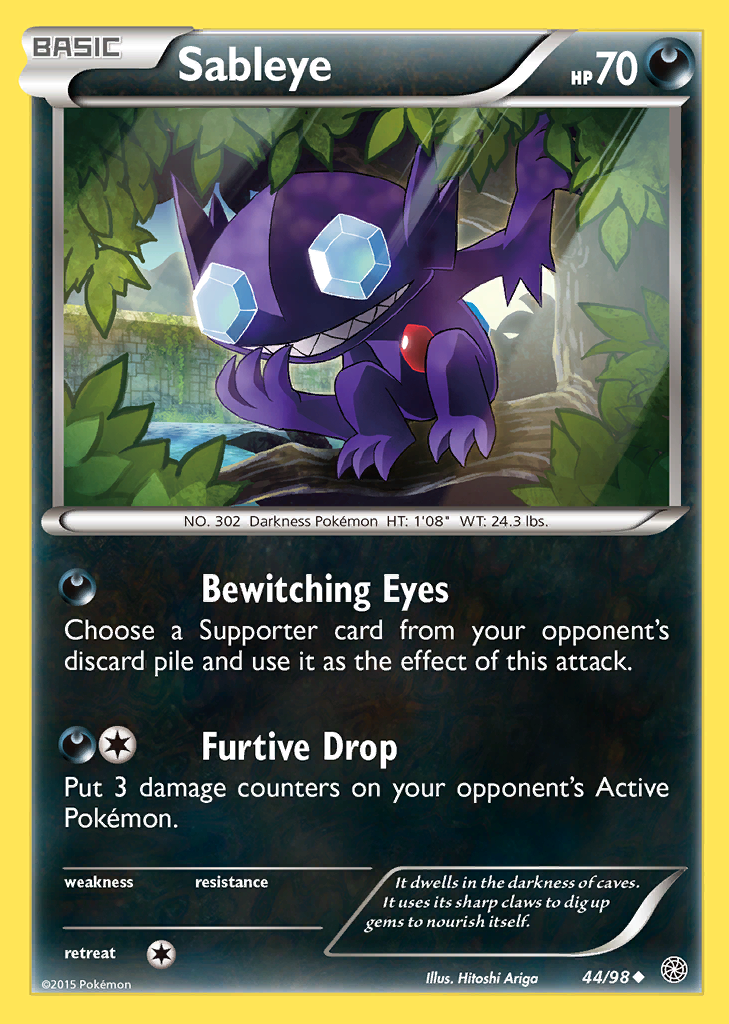 BASIC
Sableye
HP 70
NO. 302 Darkness Pokémon HT: 1'08" WT: 24.3 lbs.
Bewitching Eyes
Choose a Supporter card from your opponent's
discard pile and use it as the effect of this attack.
Furtive Drop
Put 3 damage counters on your opponent's Active
Pokémon.
weakness resistance
It dwells in the darkness of caves.
It uses its sharp claws to dig up
gems to nourish itself.
retreat
©2015 Pokémon
Illus. Hitoshi Ariga
44/98